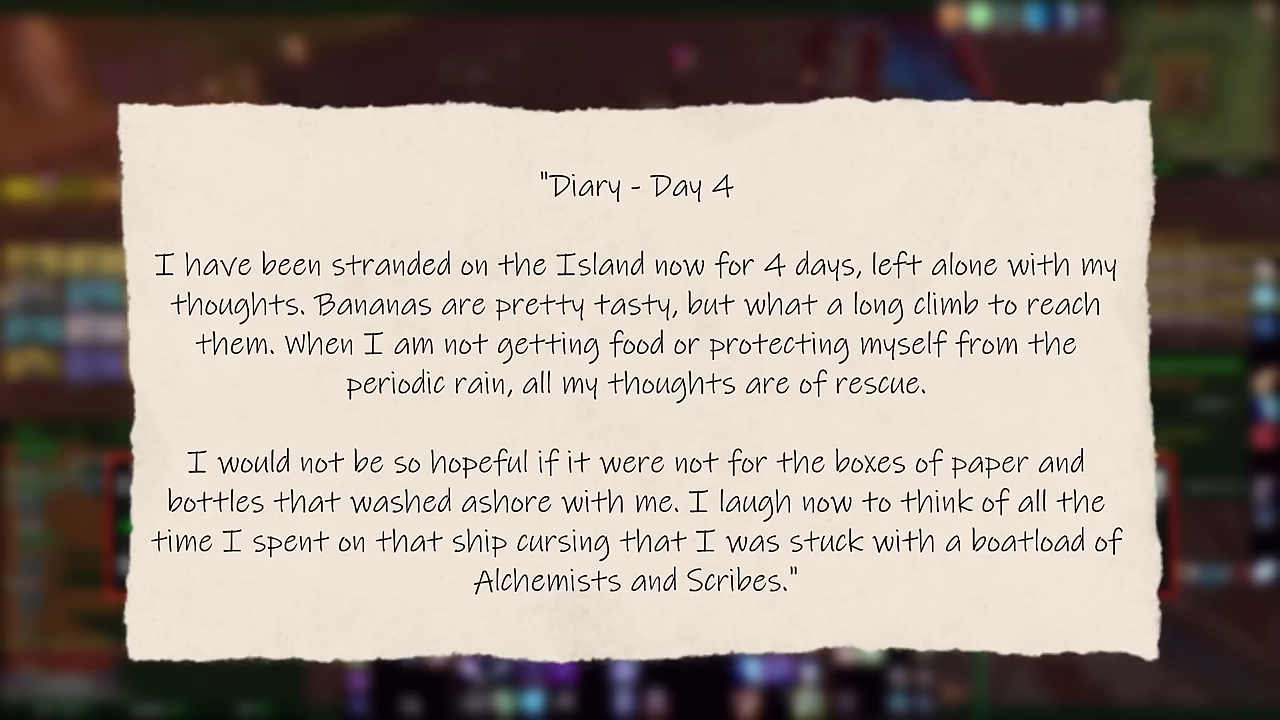 "Diary - Day 4
I have been stranded on the Island now for 4 days, left alone with my
thoughts. Bananas are pretty tasty, but what a long climb to reach
them. When I am not getting food or protecting myself from the
periodic rain, all my thoughts are of rescue.
I would not be so hopeful if it were not for the boxes of paper and
bottles that washed ashore with me. I laugh now to think of all the
time I spent on that ship cursing that I was stuck with a boatload of
Alchemists and Scribes."